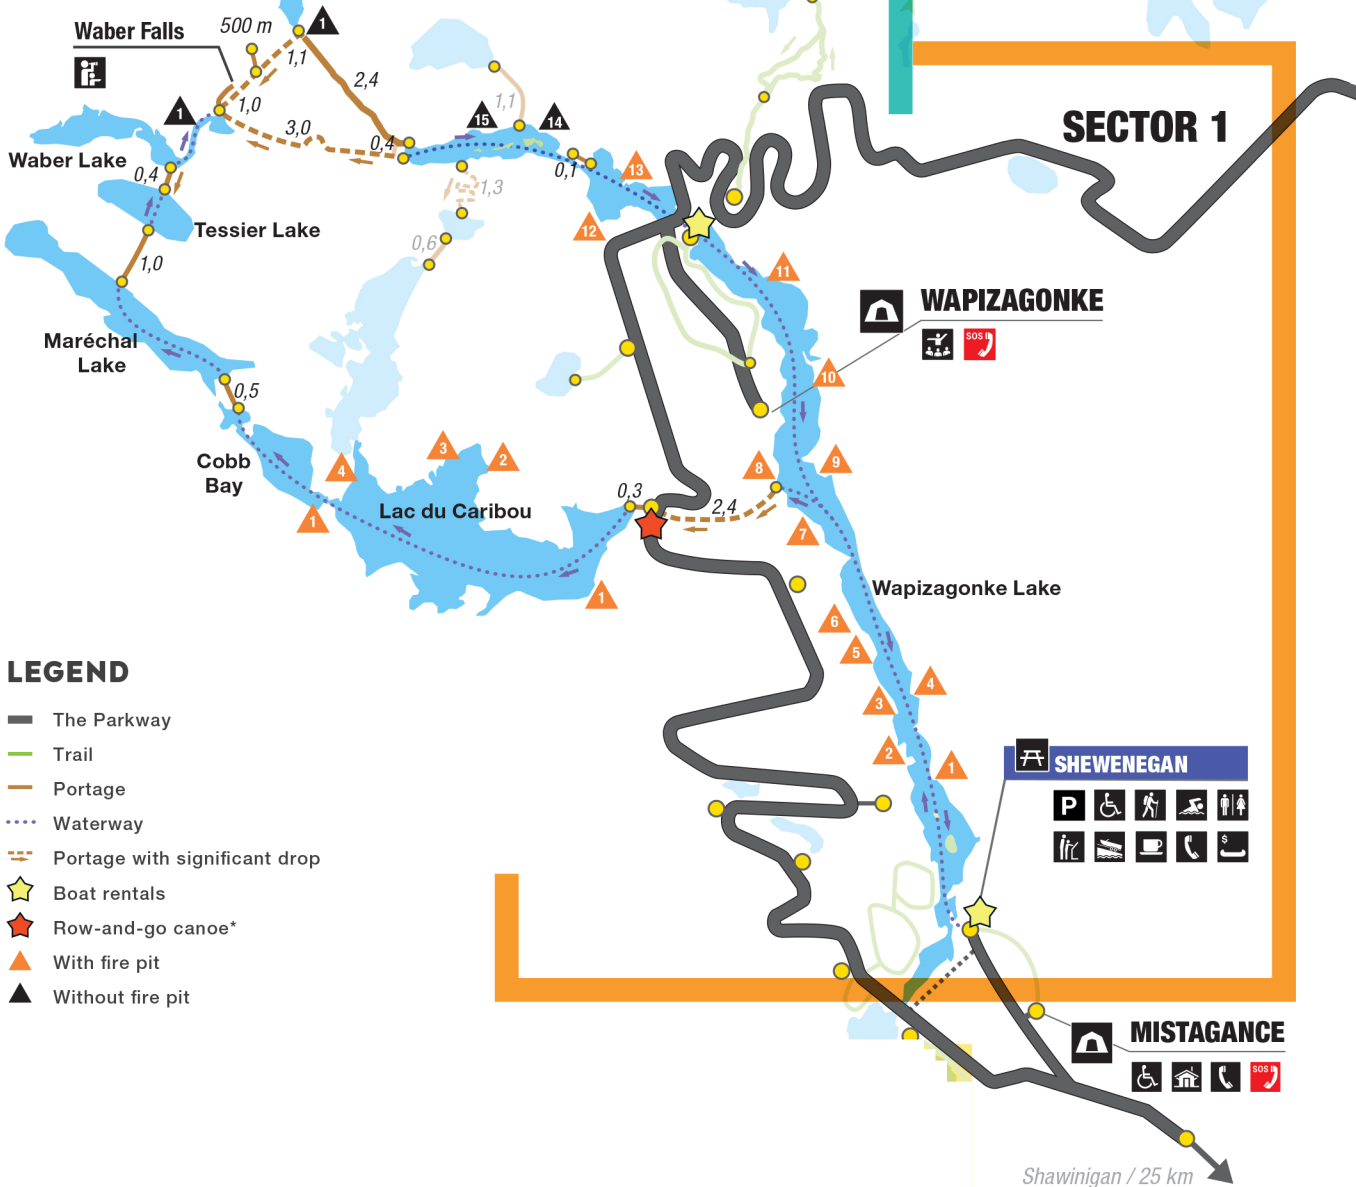 Waber Falls
500 m
1
1,1
2,4
1,0
1
3,0
0,4
15
14
1,1
0,1
13
12
Waber Lake
0,4
Tessier Lake
1,0
1,3
0,6
SECTOR 1
11
WAPIZAGONKE
SOS
Maréchal
Lake
0,5
10
Cobb
Bay
4
3
2
1
Lac du Caribou
0,3
2,4
8
9
7
1
Wapizagonke Lake
6
5
4
3
2
1
LEGEND
The Parkway
Trail
Portage
Waterway
Portage with significant drop
Boat rentals
Row-and-go canoe*
With fire pit
Without fire pit
SHEWENEGAN
P
$
MISTAGANCE
SOS
Shawinigan / 25 km